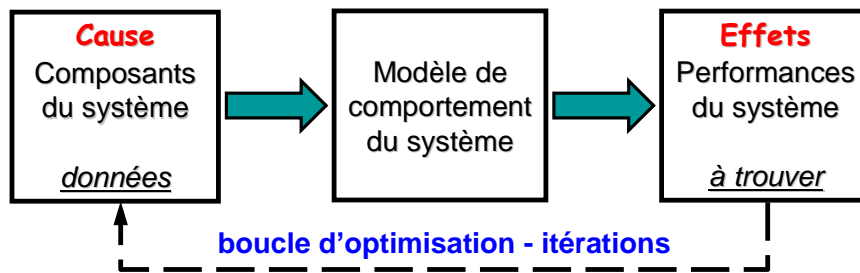 Cause
Composants
du système
données
Modèle de
comportement
du système
Effets
Performances
du système
à trouver
boucle d'optimisation - itérations